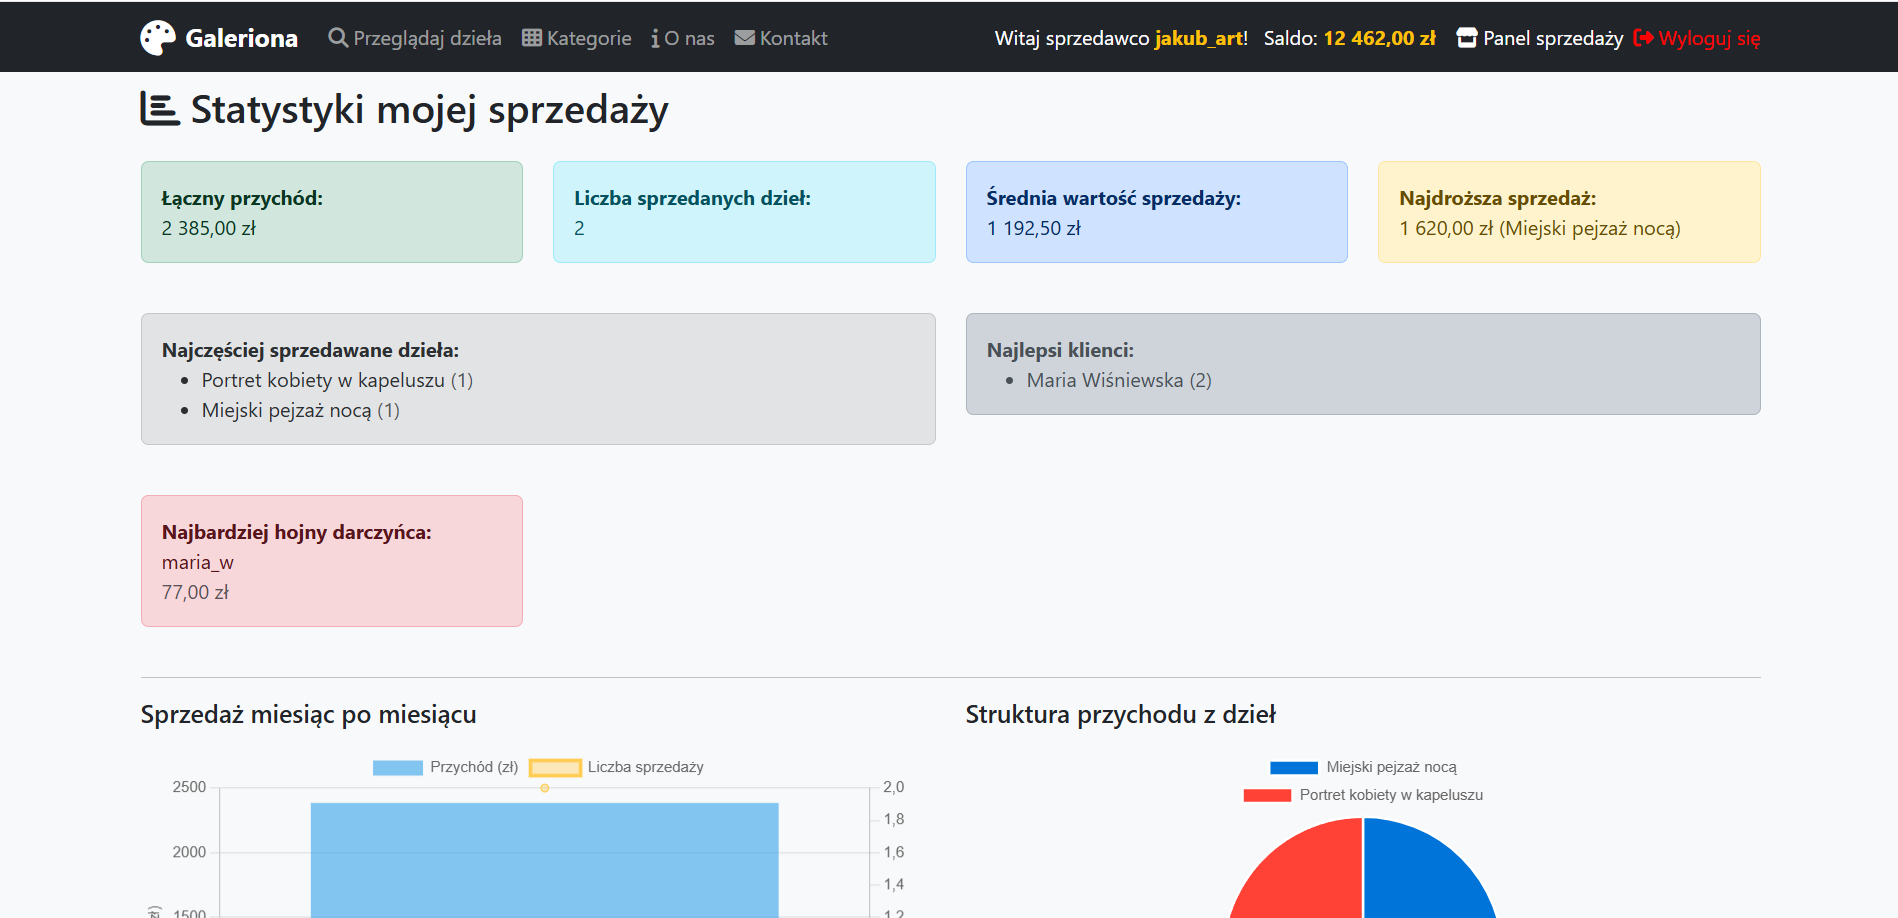 Galeriona Przeglądaj dzieła Kategorie O nas Kontakt Witaj sprzedawco jakub_art! Saldo: 12 462,00 zł Panel sprzedaży Wyloguj się
Statystyki mojej sprzedaży
Łączny przychód:
2 385,00 zł
Liczba sprzedanych dzieł:
2
Średnia wartość sprzedaży:
1 192,50 zł
Najdroższa sprzedaż:
1 620,00 zł (Miejski pejzaż nocą)
Najczęściej sprzedawane dzieła:
Portret kobiety w kapeluszu (1)
Miejski pejzaż nocą (1)
Najlepsi klienci:
Maria Wiśniewska (2)
Najbardziej hojny darczyńca:
maria_w
77,00 zł
Sprzedaż miesiąc po miesiącu
Przychód (zł) Liczba sprzedaży
2500 2,0
1,8
2000 1,6
1,4
1500 1,2
Struktura przychodu z dzieł
Miejski pejzaż nocą
Portret kobiety w kapeluszu